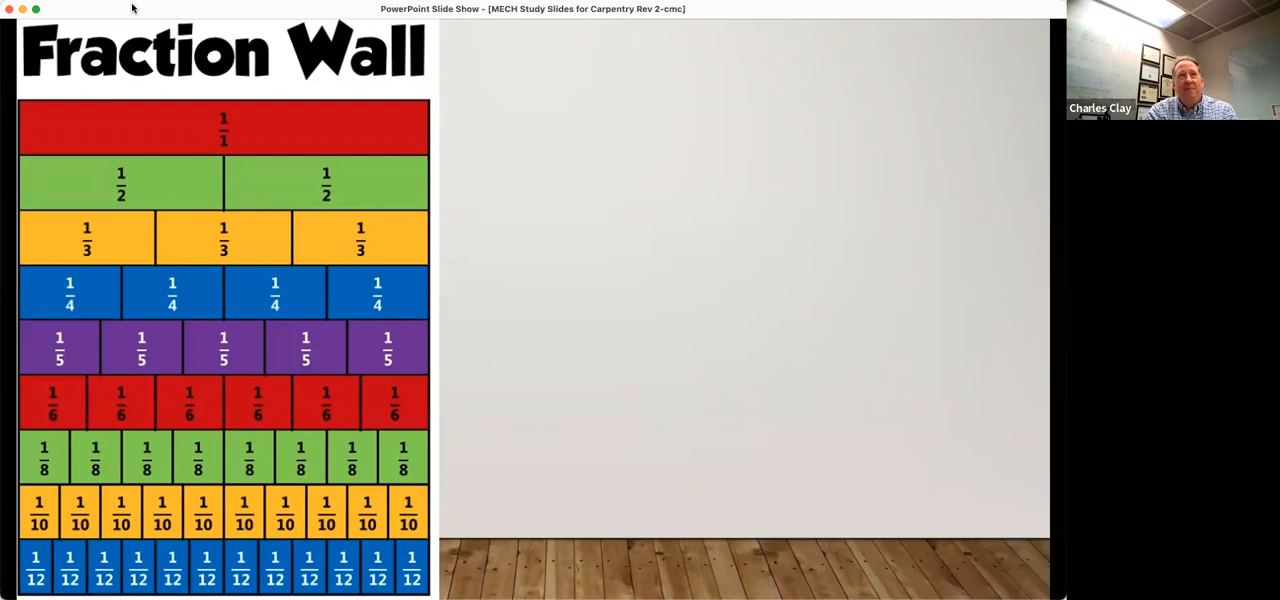 PowerPoint Slide Show - [MECH Study Slides for Carpentry Rev 2-cmc]
Fraction Wall
1/1
1/2 1/2
1/3 1/3 1/3
1/4 1/4 1/4 1/4
1/5 1/5 1/5 1/5 1/5
1/6 1/6 1/6 1/6 1/6 1/6
1/8 1/8 1/8 1/8 1/8 1/8 1/8 1/8
1/10 1/10 1/10 1/10 1/10 1/10 1/10 1/10 1/10 1/10
1/12 1/12 1/12 1/12 1/12 1/12 1/12 1/12 1/12 1/12 1/12 1/12
Charles Clay